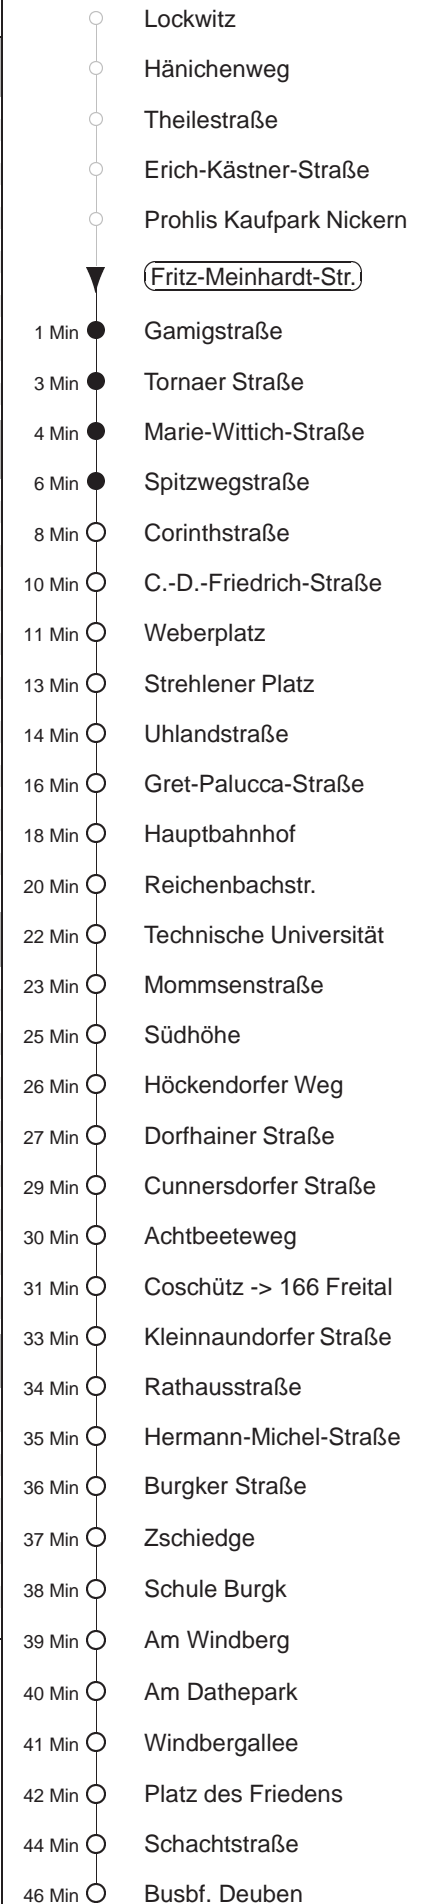 Lockwitz
Hänichenweg
Theilestraße
Erich-Kästner-Straße
Prohlis Kaufpark Nickern
Fritz-Meinhardt-Str.
1 Min Gamigstraße
3 Min Tornaer Straße
4 Min Marie-Wittich-Straße
6 Min Spitzwegstraße
8 Min Corinthstraße
10 Min C.-D.-Friedrich-Straße
11 Min Weberplatz
13 Min Strehlener Platz
14 Min Uhlandstraße
16 Min Gret-Palucca-Straße
18 Min Hauptbahnhof
20 Min Reichenbachstr.
22 Min Technische Universität
23 Min Mommsenstraße
25 Min Südhöhe
26 Min Höckendorfer Weg
27 Min Dorfhainer Straße
29 Min Cunnersdorfer Straße
30 Min Achtbeeteweg
31 Min Coschütz -> 166 Freital
33 Min Kleinnaundorfer Straße
34 Min Rathausstraße
35 Min Hermann-Michel-Straße
36 Min Burgker Straße
37 Min Zschiedge
38 Min Schule Burgk
39 Min Am Windberg
40 Min Am Dathepark
41 Min Windbergallee
42 Min Platz des Friedens
44 Min Schachtstraße
46 Min Busbf. Deuben